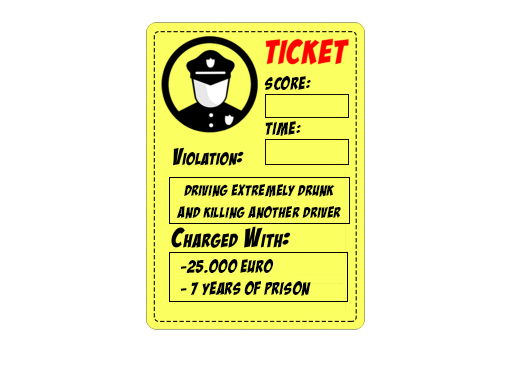 TICKET
SCORE:
TIME:
VIOLATION:
DRIVING EXTREMELY DRUNK
AND KILLING ANOTHER DRIVER
CHARGED WITH:
-25.000 EURO
- 7 YEARS OF PRISON